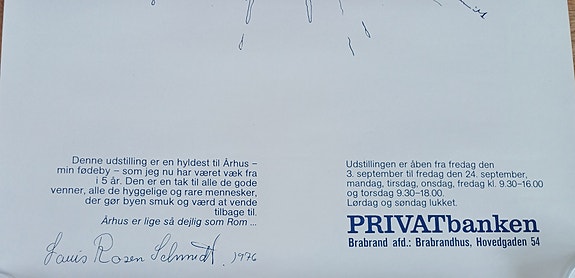 Denne udstilling er en hyldest til Århus –
min fødeby – som jeg nu har været væk fra
i 5 år. Den er en tak til alle de gode
venner, alle de hyggelige og rare mennesker,
der gør byen smuk og værd at vende
tilbage til.
Århus er lige så dejlig som Rom ...
Rosen Schmidt, 1976
Udstillingen er åben fra fredag den
3. september til fredag den 24. september,
mandag, tirsdag, onsdag, fredag kl. 9.30-16.00
og torsdag 9.30–18.00.
Lørdag og søndag lukket.
PRIVATbanken
Brabrand afd.: Brabrandhus, Hovedgaden 54